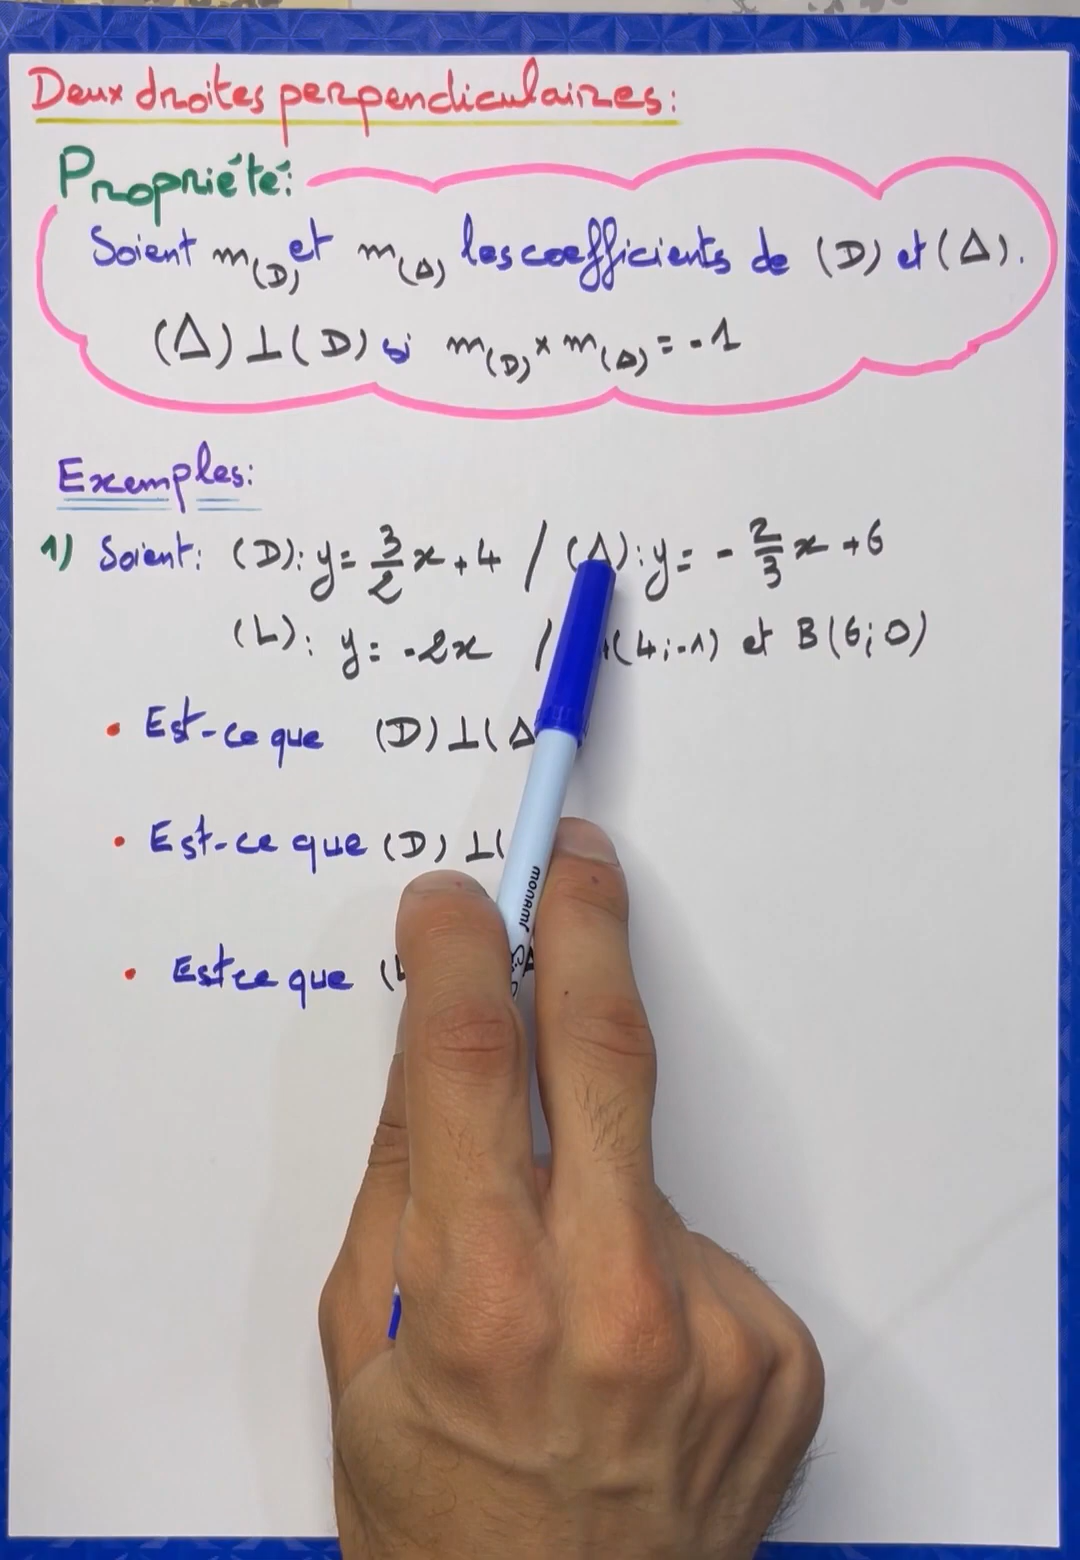 Deux droites perpendiculaires:
Propriété:
Soient m(D) et m(Δ) les coefficients de (D) et (Δ).
(Δ)⊥(D) si m(D) × m(Δ) = -1
Exemples:
1) Soient: (D): y= 3/2 x + 4 / (Δ): y= - 2/3 x + 6
(L): y= -2x / (4;-1) et B(6;0)
• Est-ce que (D)⊥(Δ
• Est-ce que (D)⊥(
• Est ce que (
monami